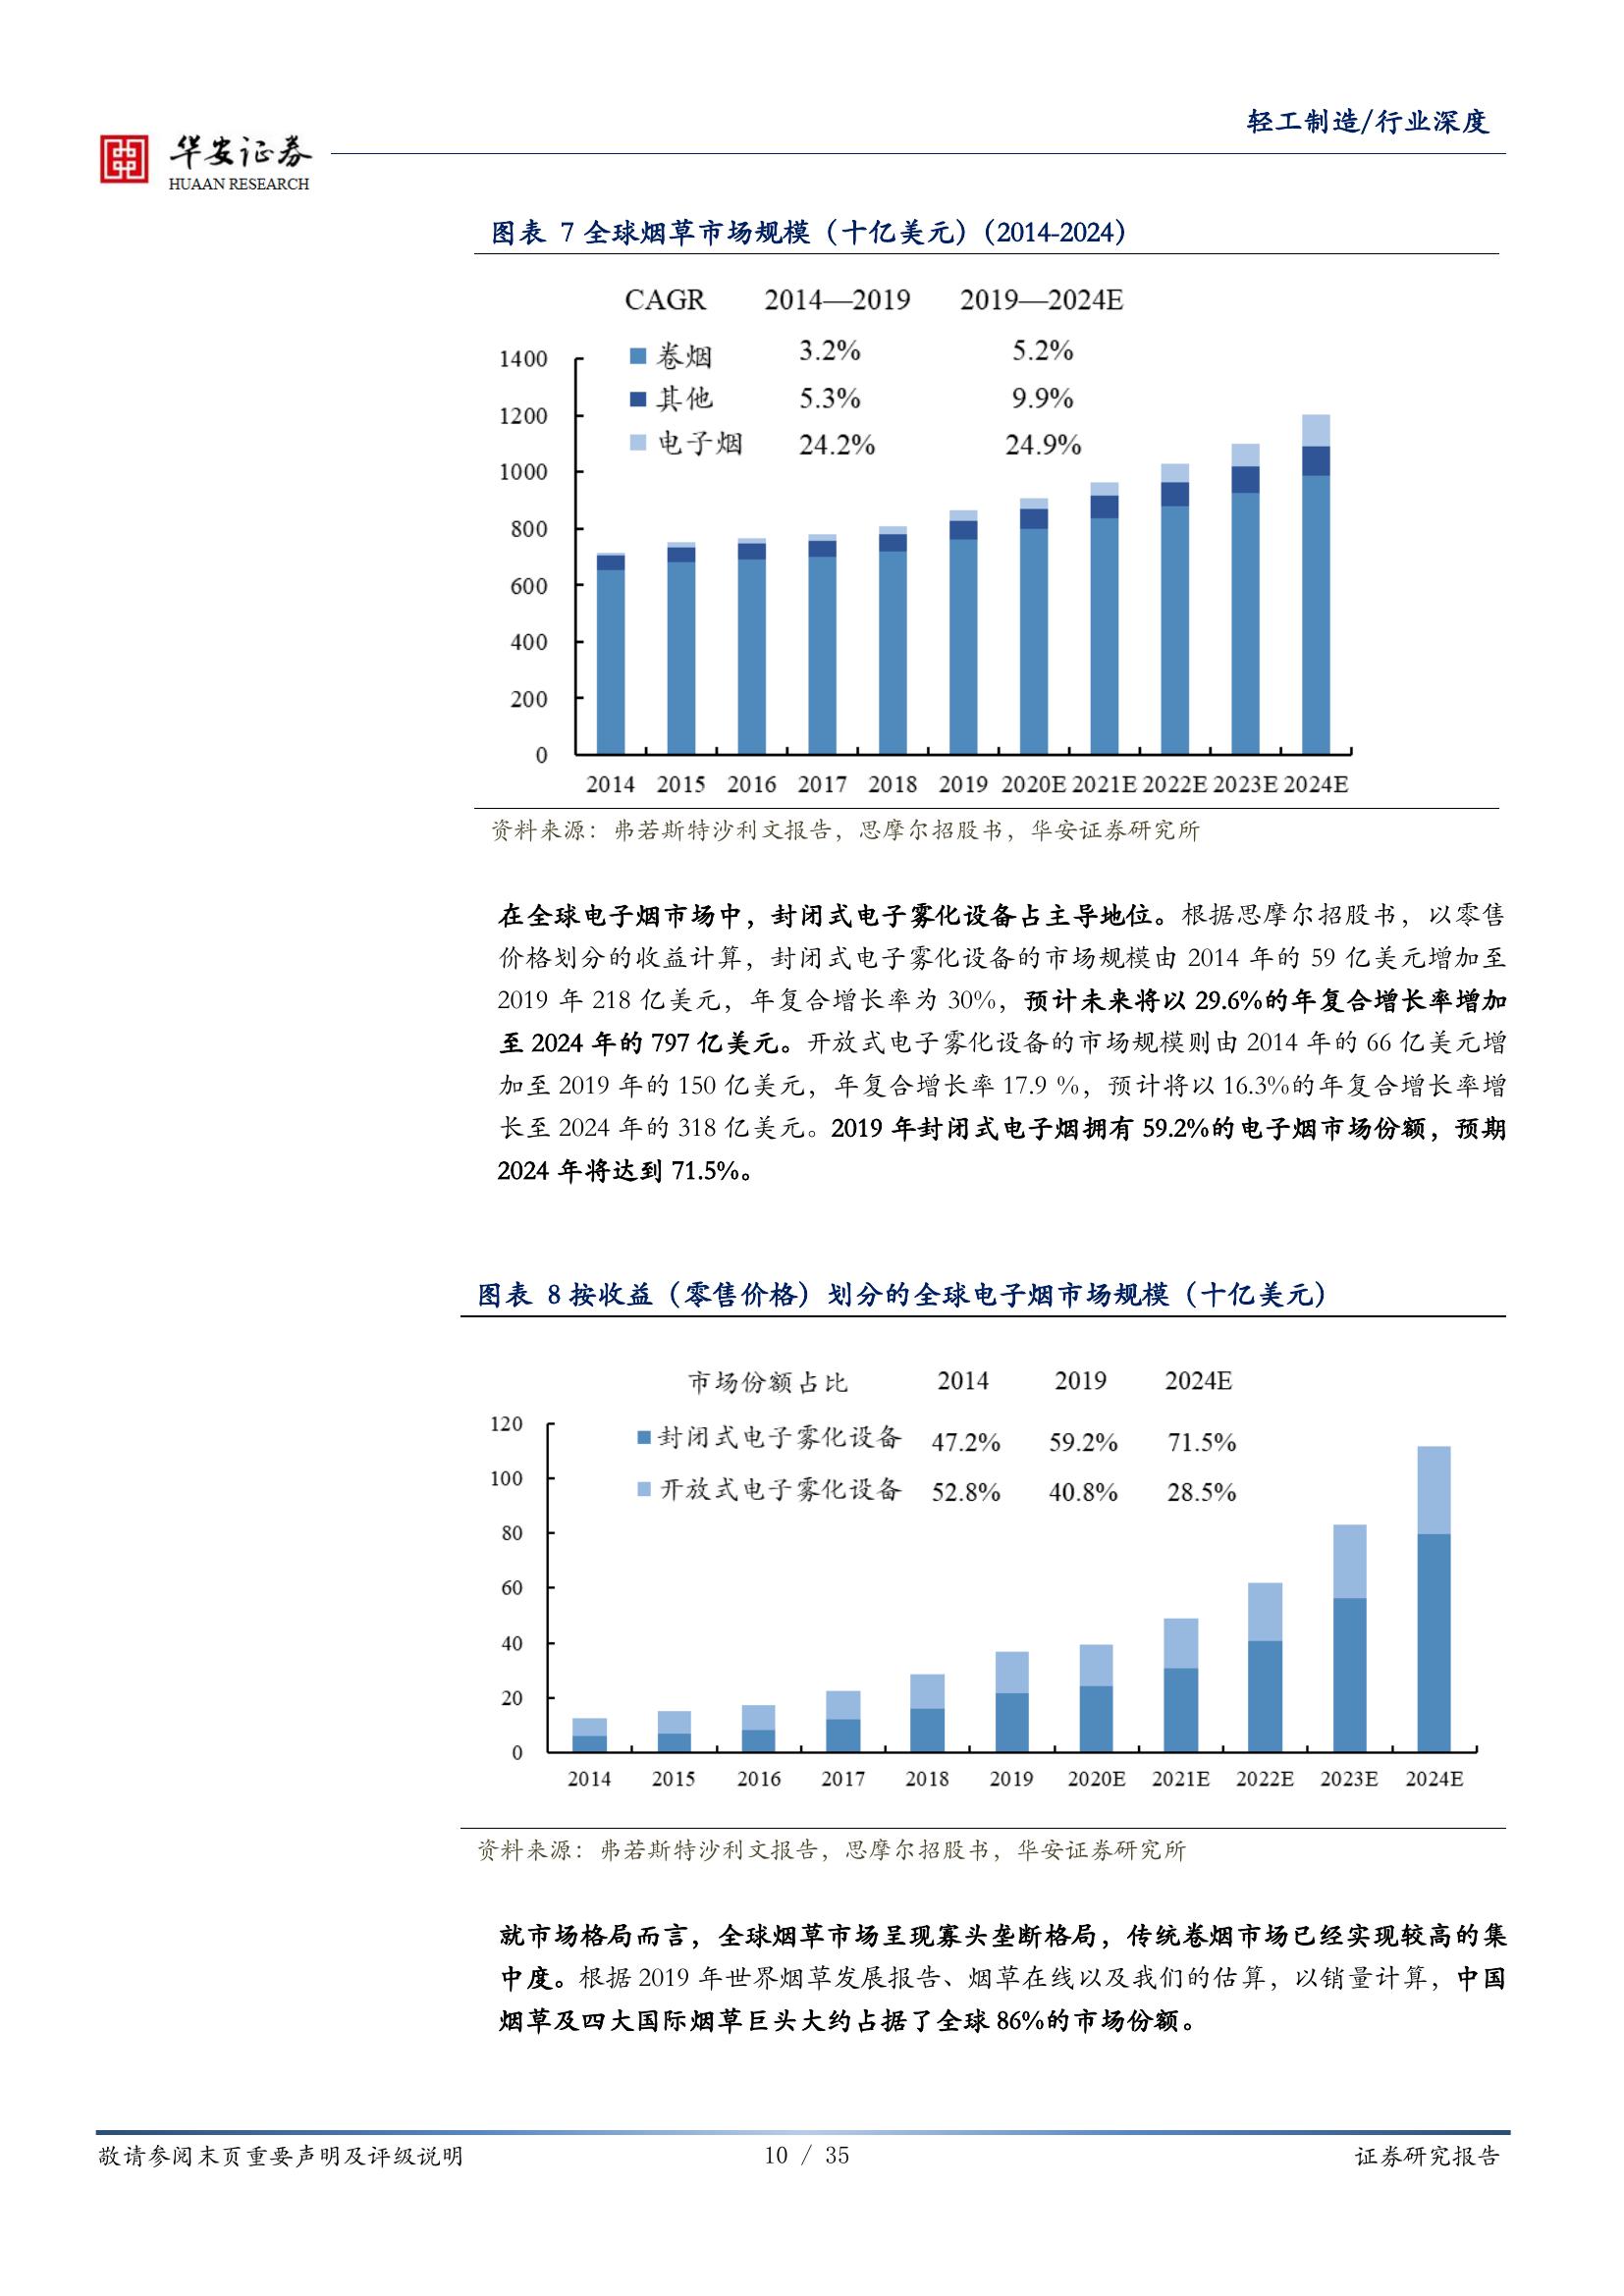 轻工制造/行业深度
华安证券
HUAAN RESEARCH
图表 7 全球烟草市场规模（十亿美元）（2014-2024）
CAGR 2014—2019 2019—2024E
卷烟 3.2% 5.2%
其他 5.3% 9.9%
电子烟 24.2% 24.9%
1400
1200
1000
800
600
400
200
0
2014 2015 2016 2017 2018 2019 2020E 2021E 2022E 2023E 2024E
资料来源：弗若斯特沙利文报告，思摩尔招股书，华安证券研究所
在全球电子烟市场中，封闭式电子雾化设备占主导地位。根据思摩尔招股书，以零售
价格划分的收益计算，封闭式电子雾化设备的市场规模由 2014 年的 59 亿美元增加至
2019 年 218 亿美元，年复合增长率为 30%，预计未来将以 29.6%的年复合增长率增加
至 2024 年的 797 亿美元。开放式电子雾化设备的市场规模则由 2014 年的 66 亿美元增
加至 2019 年的 150 亿美元，年复合增长率 17.9 %，预计将以 16.3%的年复合增长率增
长至 2024 年的 318 亿美元。2019 年封闭式电子烟拥有 59.2%的电子烟市场份额，预期
2024 年将达到 71.5%。
图表 8 按收益（零售价格）划分的全球电子烟市场规模（十亿美元）
市场份额占比 2014 2019 2024E
封闭式电子雾化设备 47.2% 59.2% 71.5%
开放式电子雾化设备 52.8% 40.8% 28.5%
120
100
80
60
40
20
0
2014 2015 2016 2017 2018 2019 2020E 2021E 2022E 2023E 2024E
资料来源：弗若斯特沙利文报告，思摩尔招股书，华安证券研究所
就市场格局而言，全球烟草市场呈现寡头垄断格局，传统卷烟市场已经实现较高的集
中度。根据 2019 年世界烟草发展报告、烟草在线以及我们的估算，以销量计算，中国
烟草及四大国际烟草巨头大约占据了全球 86%的市场份额。
敬请参阅末页重要声明及评级说明 10 / 35 证券研究报告